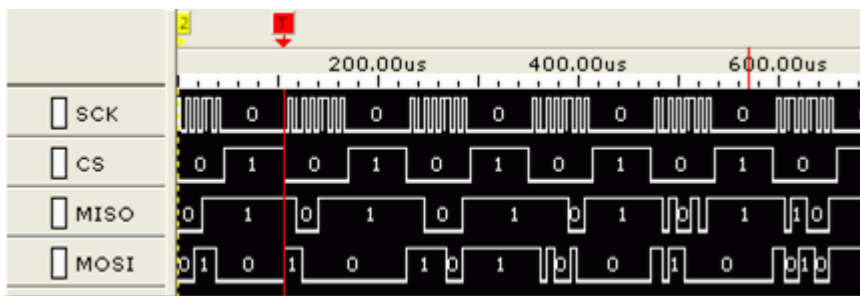 2
T
200.00us 400.00us 600.00us
SCK 0 0 0 0 0
CS 0 1 0 1 0 1 0 1 0 1 0
MISO 0 1 0 1 0 1 0 1 0 1 1 0
MOSI 0 1 0 1 0 1 0 1 0 0 1 0 0 1 0